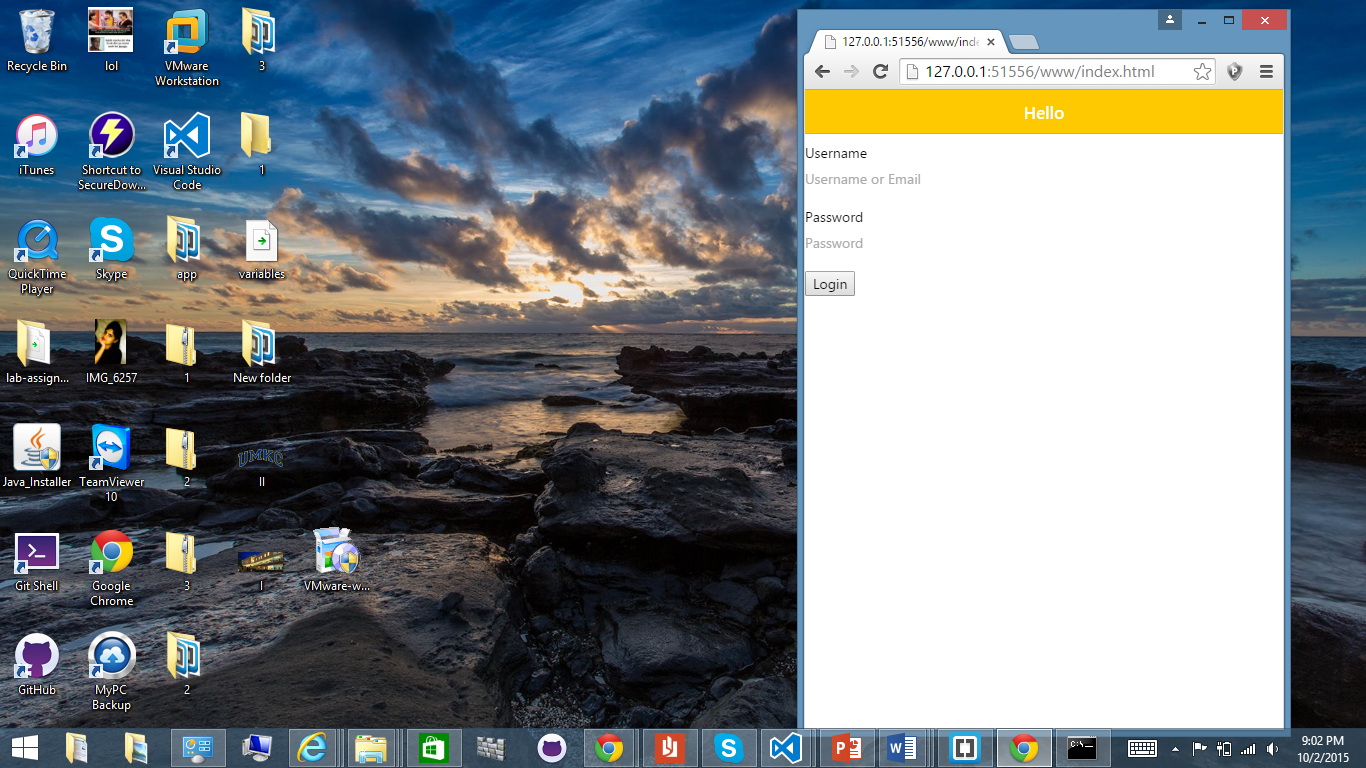 Recycle Bin
lol
VMware
Workstation
3
iTunes
Shortcut to
SecureDow...
Visual Studio
Code
1
QuickTime
Player
Skype
app
variables
lab-assign...
IMG_6257
1
New folder
Java_Installer
TeamViewer
10
2
UMKC
II
Git Shell
Google
Chrome
3
I
VMware-w...
GitHub
MyPC
Backup
2
127.0.0.1:51556/www/inde
127.0.0.1:51556/www/index.html
Hello
Username
Username or Email
Password
Password
Login
9:02 PM
10/2/2015